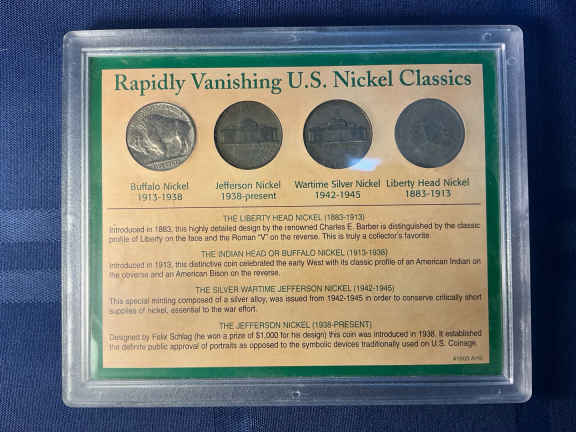 Rapidly Vanishing U.S. Nickel Classics
Buffalo Nickel Jefferson Nickel Wartime Silver Nickel Liberty Head Nickel
1913-1938 1938-present 1942-1945 1883-1913
THE LIBERTY HEAD NICKEL (1883-1913)
Introduced in 1883, this highly detailed design by the renowned Charles E. Barber is distinguished by the classic
profile of Liberty on the face and the Roman "V" on the reverse. This is truly a collector's favorite.
THE INDIAN HEAD OR BUFFALO NICKEL (1913-1938)
Introduced in 1913, this distinctive coin celebrated the early West with its classic profile of an American Indian on
the obverse and an American Bison on the reverse.
THE SILVER WARTIME JEFFERSON NICKEL (1942-1945)
This special minting composed of a silver alloy, was issued from 1942-1945 in order to conserve critically short
supplies of nickel, essential to the war effort.
THE JEFFERSON NICKEL (1938-PRESENT)
Designed by Felix Schlag (he won a prize of $1,000 for his design) this coin was introduced in 1938. It established
the definite public approval of portraits as opposed to the symbolic devices traditionally used on U.S. Coinage.